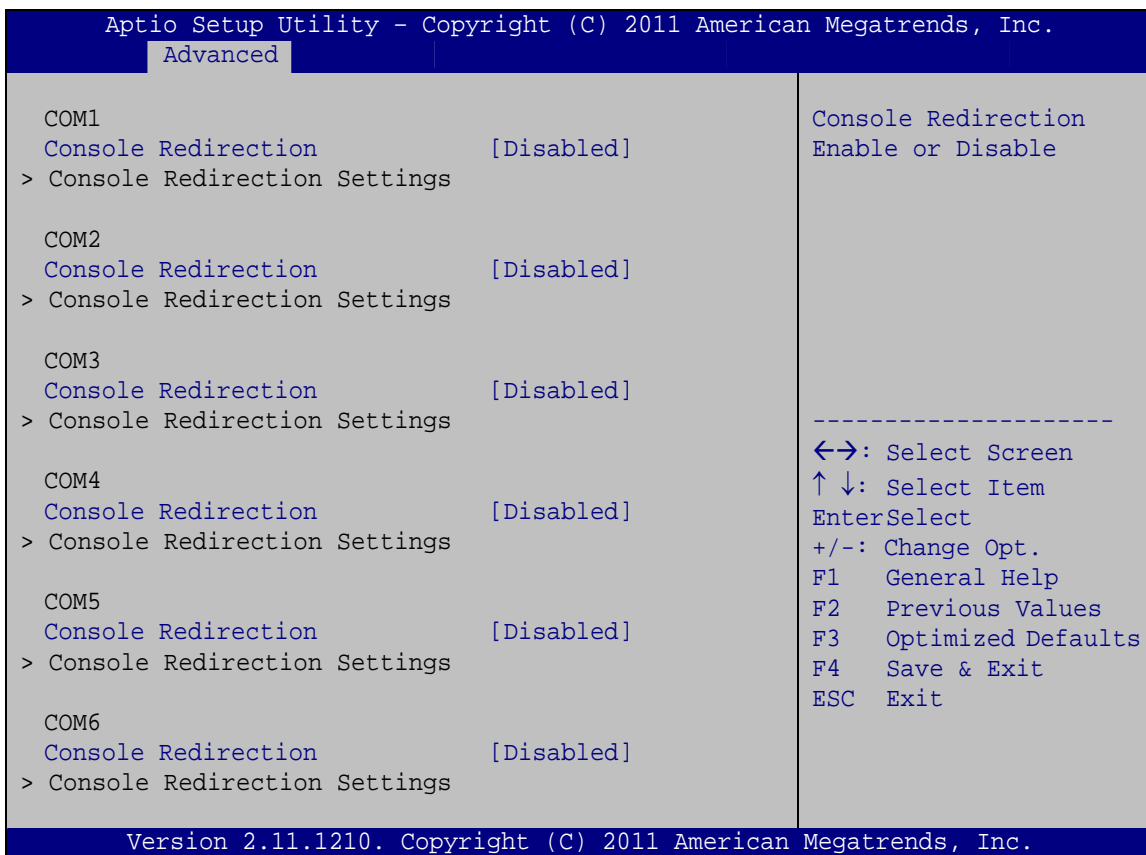 Aptio Setup Utility – Copyright (C) 2011 American Megatrends, Inc.
Advanced
COM1
Console Redirection [Disabled]
> Console Redirection Settings
COM2
Console Redirection [Disabled]
> Console Redirection Settings
COM3
Console Redirection [Disabled]
> Console Redirection Settings
COM4
Console Redirection [Disabled]
> Console Redirection Settings
COM5
Console Redirection [Disabled]
> Console Redirection Settings
COM6
Console Redirection [Disabled]
> Console Redirection Settings
Console Redirection
Enable or Disable
---------------------
←→: Select Screen
↑ ↓: Select Item
EnterSelect
+/-: Change Opt.
F1 General Help
F2 Previous Values
F3 Optimized Defaults
F4 Save & Exit
ESC Exit
Version 2.11.1210. Copyright (C) 2011 American Megatrends, Inc.